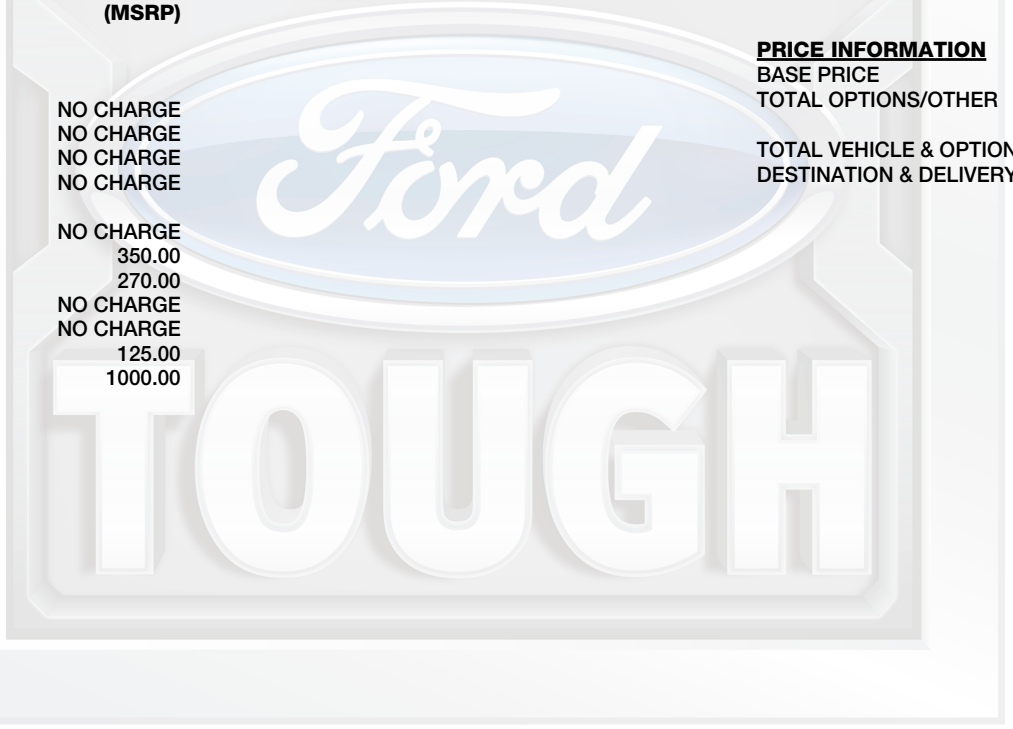 (MSRP)
NO CHARGE
NO CHARGE
NO CHARGE
NO CHARGE
NO CHARGE
350.00
270.00
NO CHARGE
NO CHARGE
125.00
1000.00
PRICE INFORMATION
BASE PRICE
TOTAL OPTIONS/OTHER
TOTAL VEHICLE & OPTION
DESTINATION & DELIVERY
Ford
TOUGH